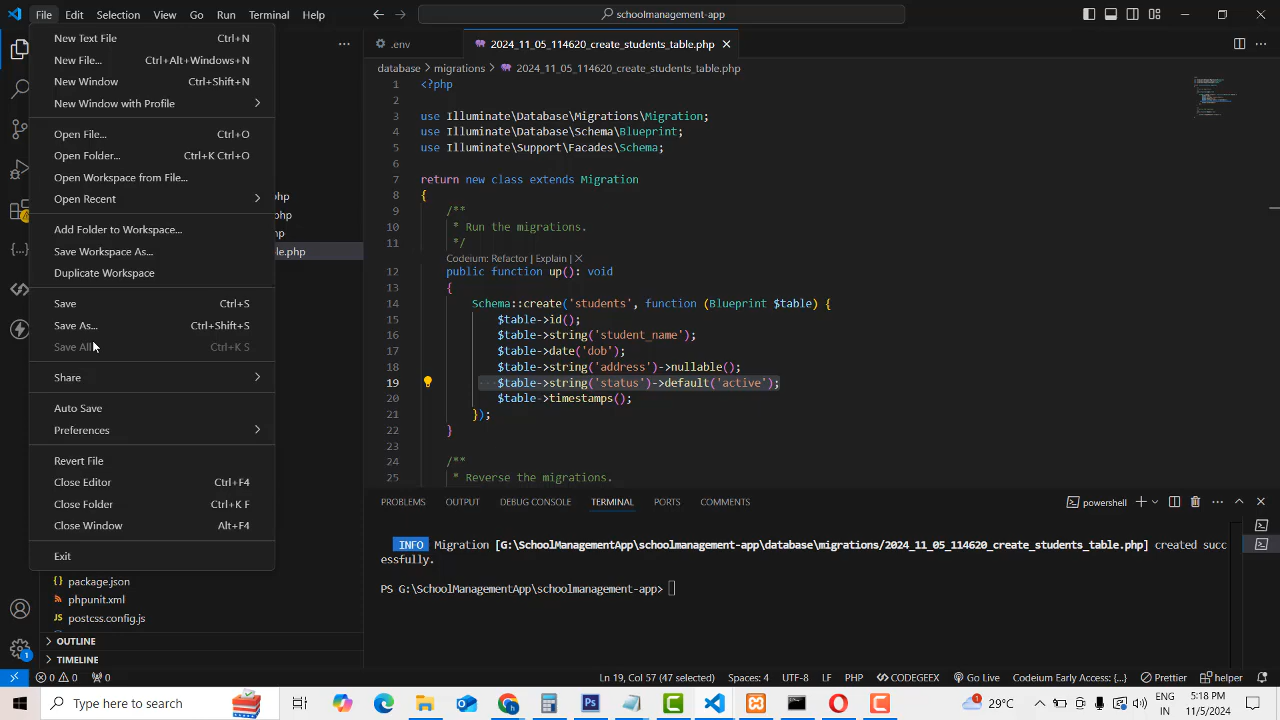 File Edit Selection View Go Run Terminal Help schoolmanagement-app
New Text File Ctrl+N
New File... Ctrl+Alt+Windows+N
New Window Ctrl+Shift+N
New Window with Profile
Open File... Ctrl+O
Open Folder... Ctrl+K Ctrl+O
Open Workspace from File...
Open Recent
Add Folder to Workspace...
Save Workspace As...
Duplicate Workspace
Save Ctrl+S
Save As... Ctrl+Shift+S
Save All Ctrl+K S
Share
Auto Save
Preferences
Revert File
Close Editor Ctrl+F4
Close Folder Ctrl+K F
Close Window Alt+F4
Exit
hp
hp
hp
le.php
package.json
phpunit.xml
JS postcss.config.js
OUTLINE
TIMELINE
.env 2024_11_05_114620_create_students_table.php
database > migrations > 2024_11_05_114620_create_students_table.php
1 <?php
2
3 use Illuminate\Database\Migrations\Migration;
4 use Illuminate\Database\Schema\Blueprint;
5 use Illuminate\Support\Facades\Schema;
6
7 return new class extends Migration
8 {
9 /**
10 * Run the migrations.
11 */
Codeium: Refactor | Explain | ✕
12 public function up(): void
13 {
14 Schema::create('students', function (Blueprint $table) {
15 $table->id();
16 $table->string('student_name');
17 $table->date('dob');
18 $table->string('address')->nullable();
19 $table->string('status')->default('active');
20 $table->timestamps();
21 });
22 }
23
24 /**
25 * Reverse the migrations.
PROBLEMS OUTPUT DEBUG CONSOLE TERMINAL PORTS COMMENTS powershell
INFO Migration [G:\SchoolManagementApp\schoolmanagement-app\database\migrations/2024_11_05_114620_create_students_table.php] created succ
essfully.
PS G:\SchoolManagementApp\schoolmanagement-app>
0 0 0 Ln 19, Col 57 (47 selected) Spaces: 4 UTF-8 LF PHP CODEGEX Go Live Codeium Early Access: {...} Prettier helper
Type here to search 1 29°C ENG IN 5:18 PM 11/5/2024